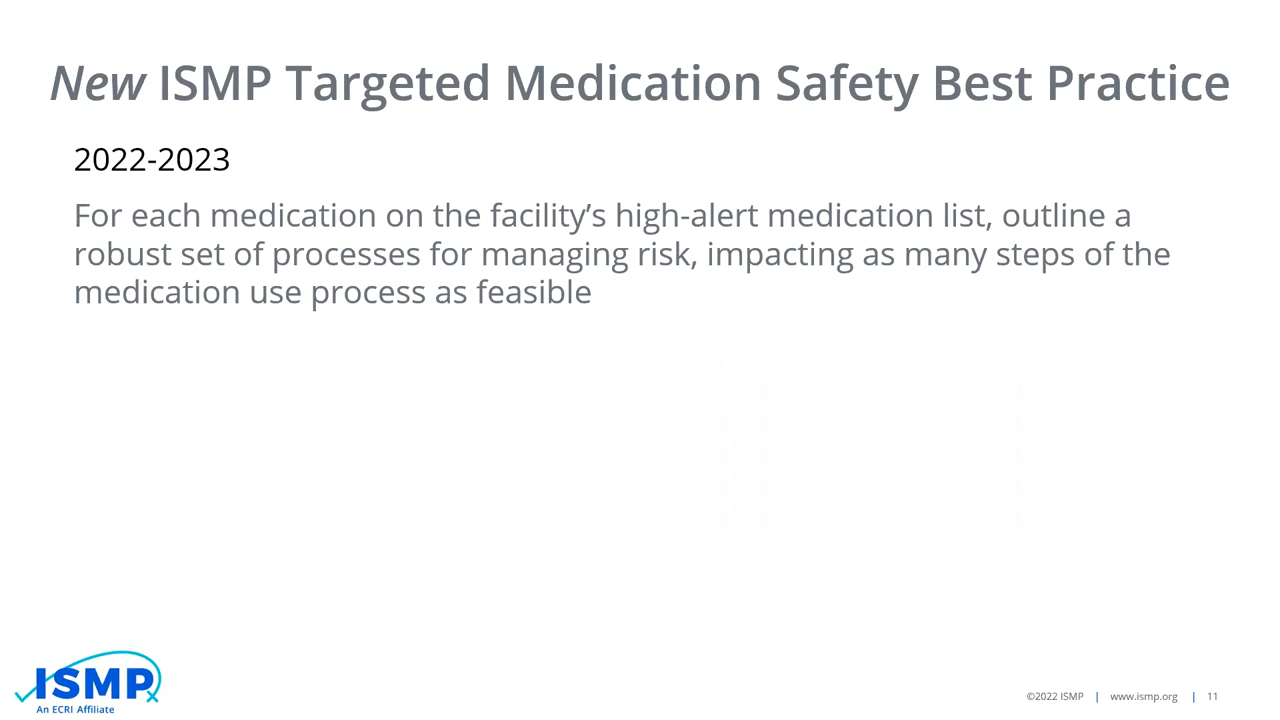 New ISMP Targeted Medication Safety Best Practice
2022-2023
For each medication on the facility’s high-alert medication list, outline a
robust set of processes for managing risk, impacting as many steps of the
medication use process as feasible
ISMP
An ECRI Affiliate
©2022 ISMP | www.ismp.org | 11